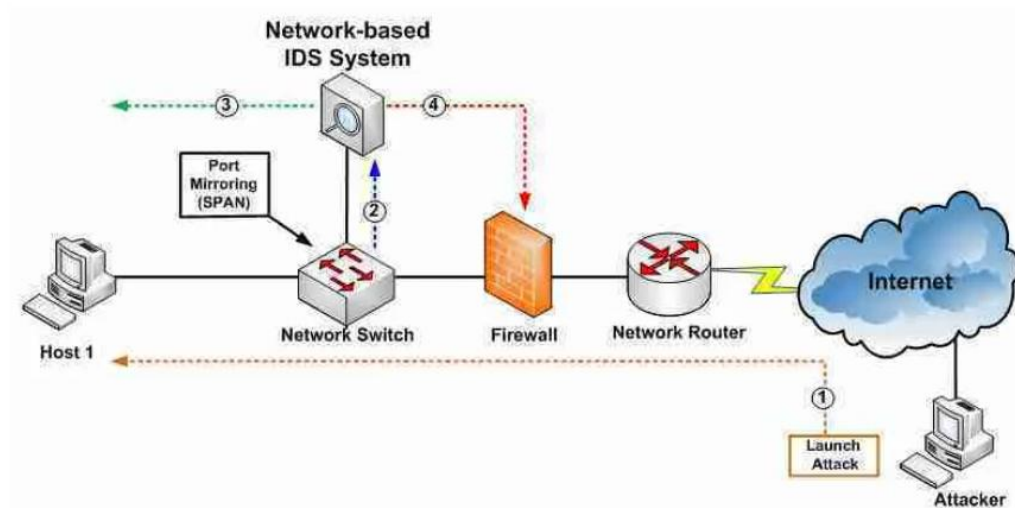 Network-based
IDS System
3
4
Port
Mirroring
(SPAN)
2
Internet
Host 1
Network Switch
Firewall
Network Router
1
Launch
Attack
Attacker